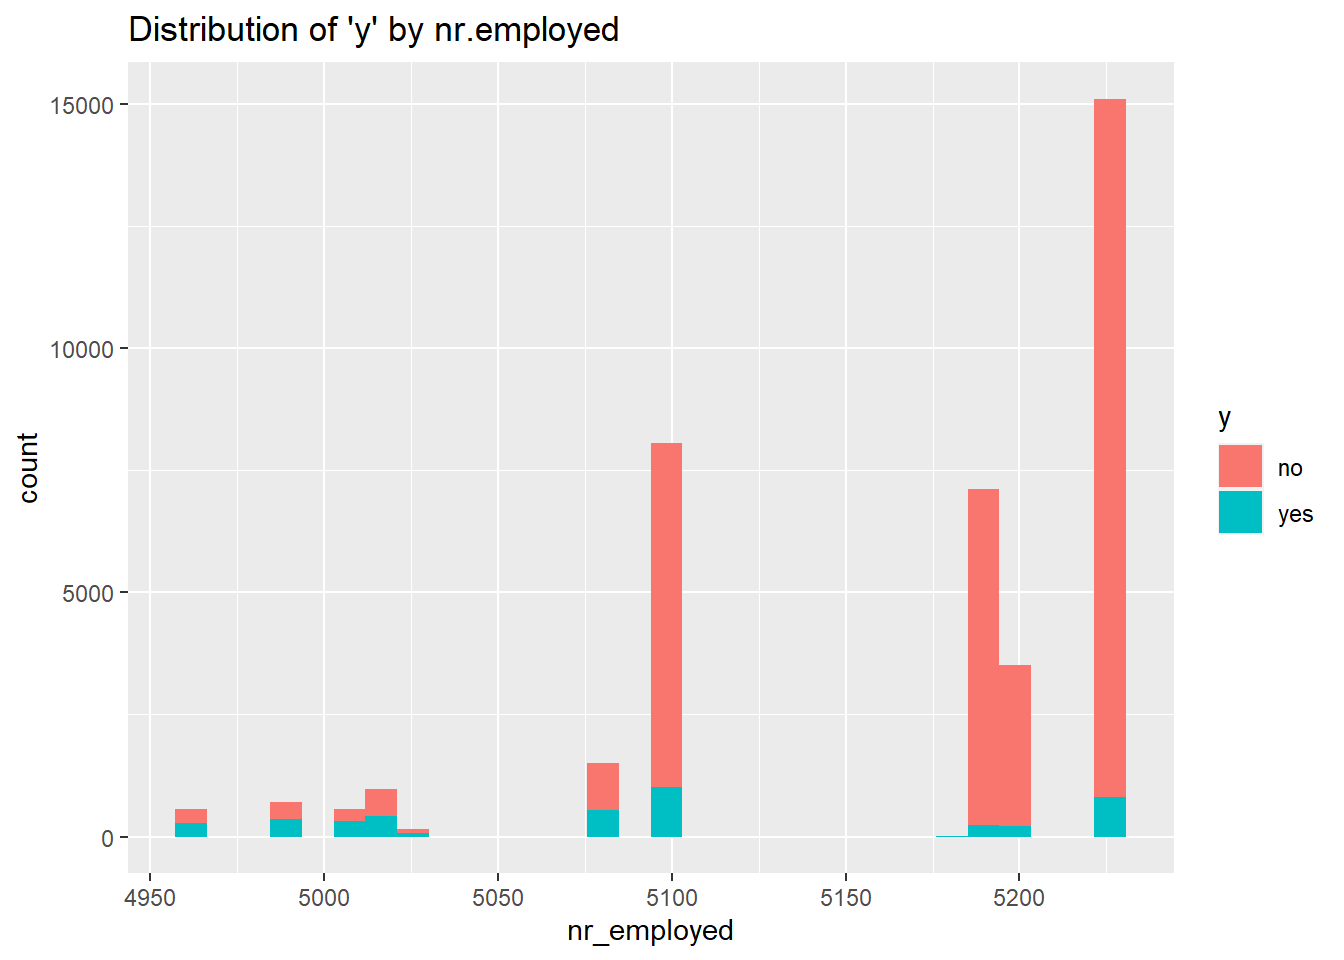 Distribution of 'y' by nr.employed
15000
10000
5000
0
count
4950 5000 5050 5100 5150 5200
nr_employed
y
no
yes